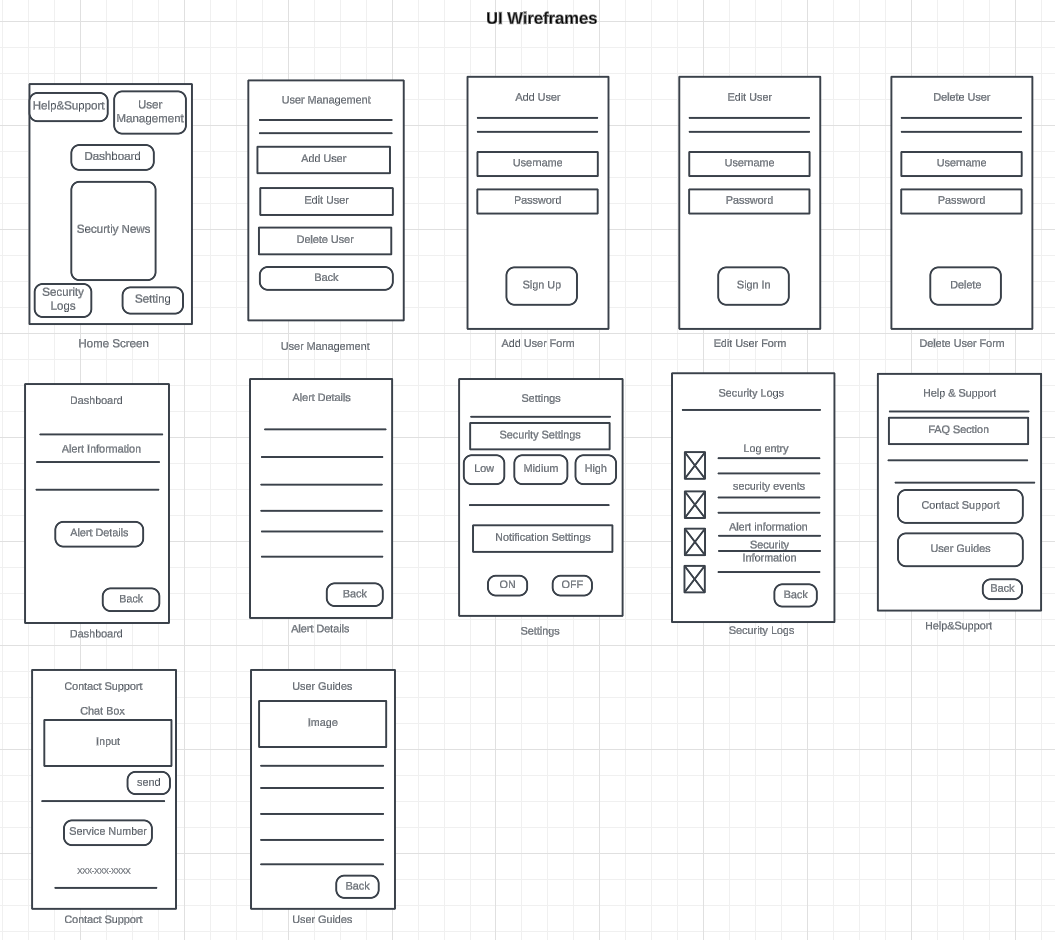 UI Wireframes
Help&Support
User
Management
Dashboard
Securtiy News
Security
Logs
Setting
Home Screen
User Management
Add User
Edit User
Delete User
Back
User Management
Add User
Username
Password
Sign Up
Add User Form
Edit User
Username
Password
Sign In
Edit User Form
Delete User
Username
Password
Delete
Delete User Form
Dashboard
Alert Information
Alert Details
Back
Dashboard
Alert Details
Back
Alert Details
Settings
Security Settings
Low
Midium
High
Notification Settings
ON
OFF
Settings
Security Logs
Log entry
security events
Alert information
Security
Information
Back
Security Logs
Help & Support
FAQ Section
Contact Support
User Guides
Back
Help&Support
Contact Support
Chat Box
Input
send
Service Number
xxx-xxx-xxxx
Contact Support
User Guides
Image
Back
User Guides